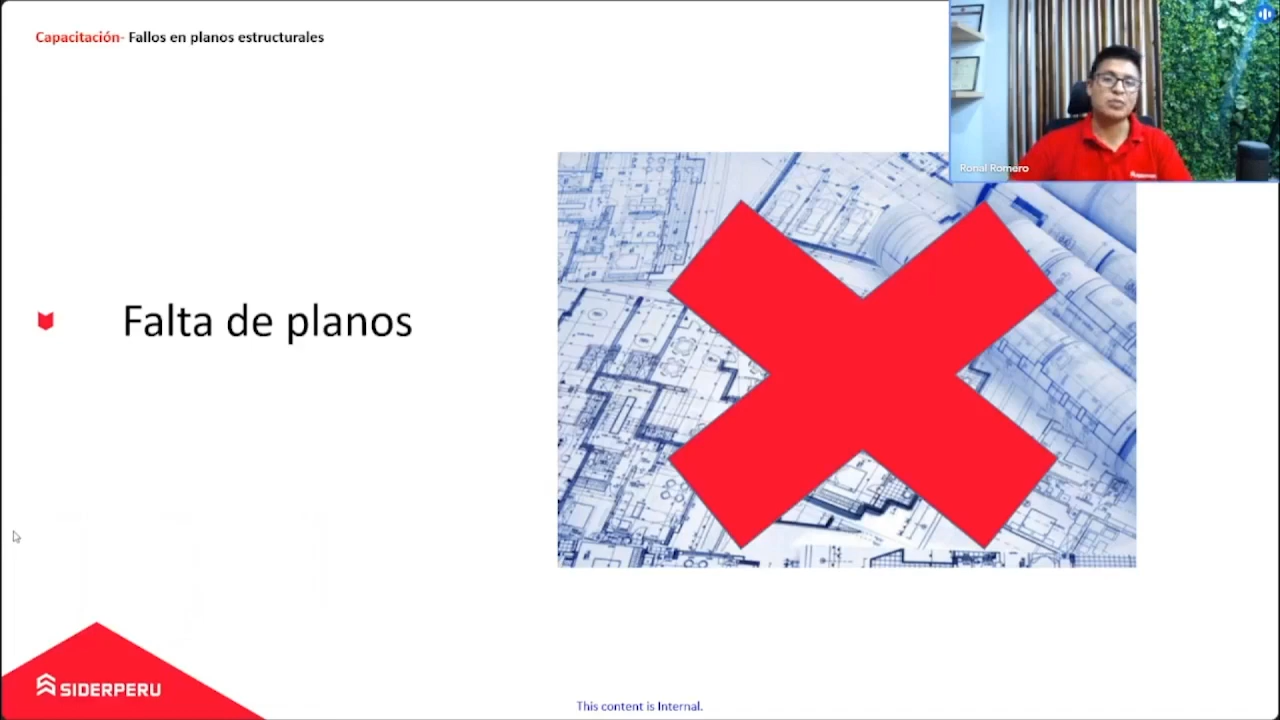 Capacitación- Fallos en planos estructurales
Ronal Romero
Falta de planos
SIDERPERU
This content is Internal.